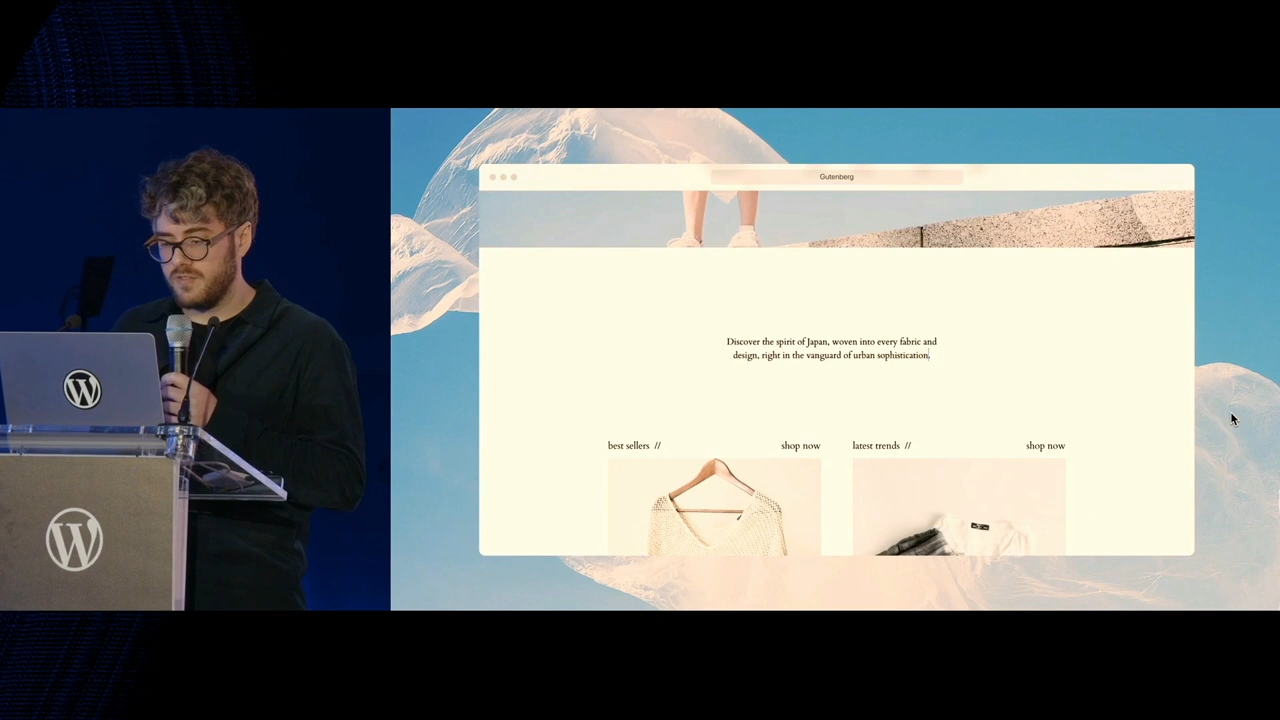 Gutenberg
Discover the spirit of Japan, woven into every fabric and
design, right in the vanguard of urban sophistication
best sellers //
shop now
latest trends //
shop now
W
W